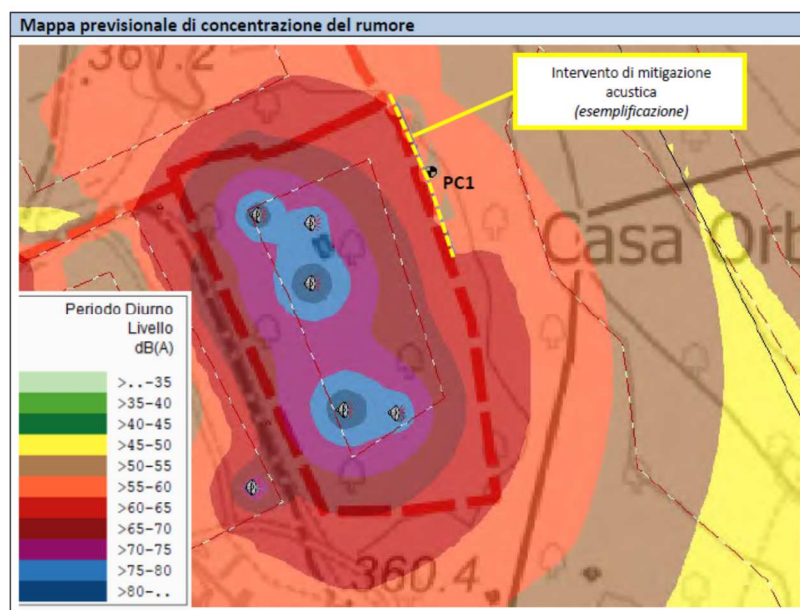 Mappa previsionale di concentrazione del rumore
367.2
Intervento di mitigazione
acustica
(esemplificazione)
PC1
Casa Orb
Periodo Diurno
Livello
dB(A)
>..-35
>35-40
>40-45
>45-50
>50-55
>55-60
>60-65
>65-70
>70-75
>75-80
>80-..
360.4